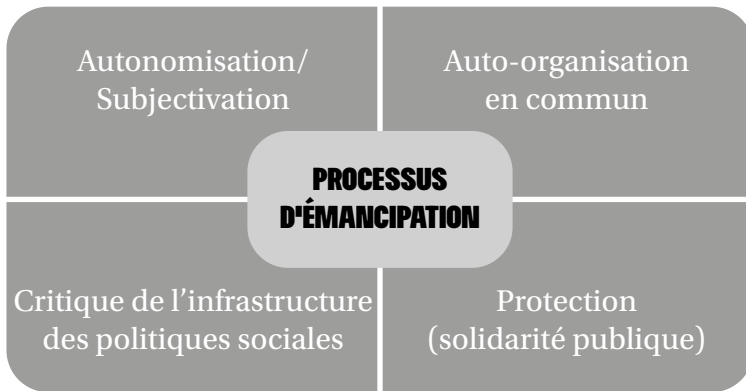 Autonomisation/
Subjectivation
Auto-organisation
en commun
PROCESSUS
D'ÉMANCIPATION
Critique de l’infrastructure
des politiques sociales
Protection
(solidarité publique)